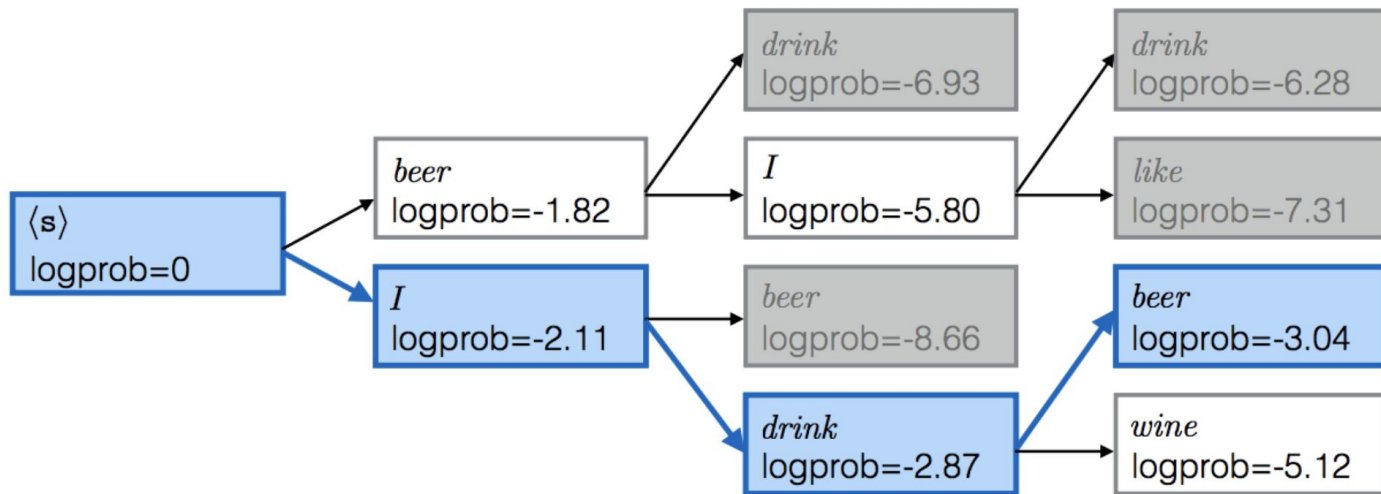 ⟨s⟩
logprob=0
beer
logprob=-1.82
I
logprob=-2.11
drink
logprob=-6.93
I
logprob=-5.80
beer
logprob=-8.66
drink
logprob=-2.87
drink
logprob=-6.28
like
logprob=-7.31
beer
logprob=-3.04
wine
logprob=-5.12